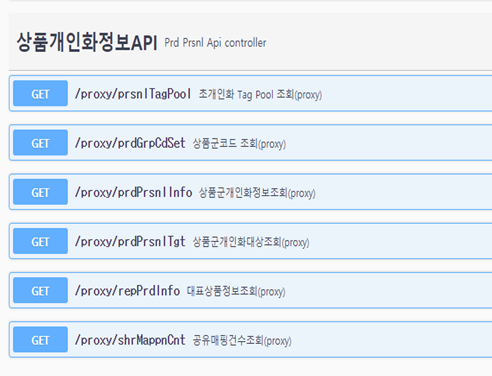 상품개인화정보API Prd Prsnl Api controller
GET /proxy/prsnlTagPool 초개인화 Tag Pool 조회(proxy)
GET /proxy/prdGrpCdSet 상품군코드 조회(proxy)
GET /proxy/prdPrsnlInfo 상품군개인화정보조회(proxy)
GET /proxy/prdPrsnlTgt 상품군개인화대상조회(proxy)
GET /proxy/repPrdInfo 대표상품정보조회(proxy)
GET /proxy/shrMappnCnt 공유매핑건수조회(proxy)